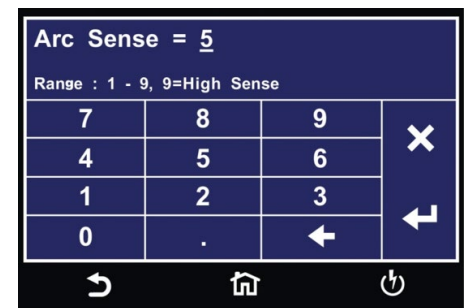 Arc Sense = 5
Range : 1 - 9, 9=High Sense
7 8 9
4 5 6
1 2 3
0 .